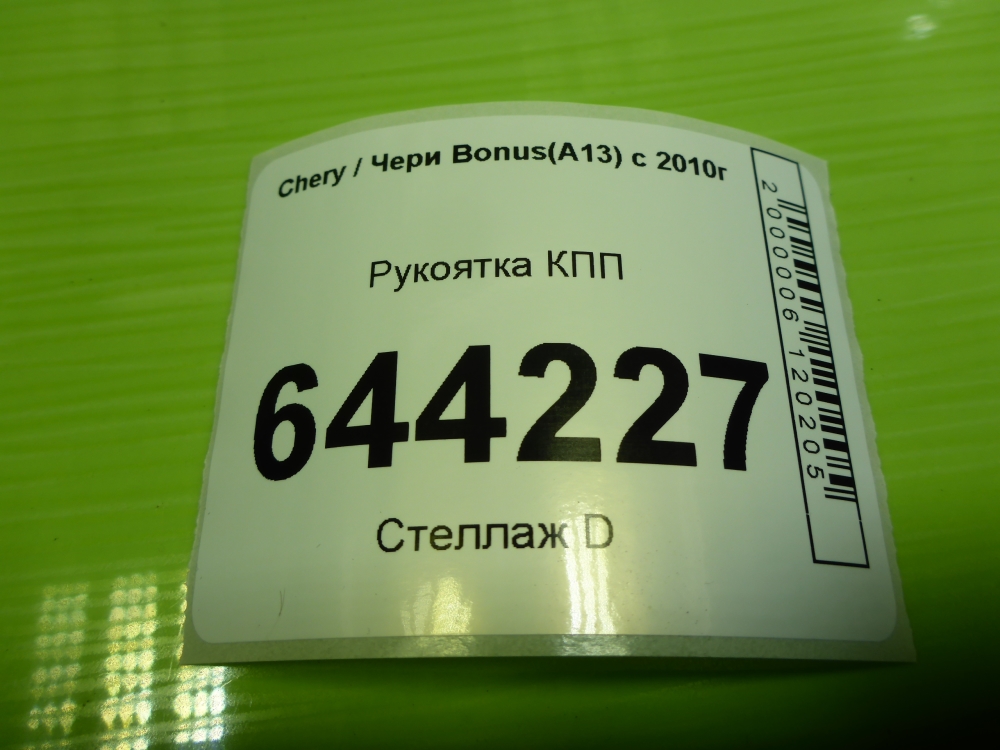 Chery / Чери Bonus(A13) с 2010г
Рукоятка КПП
644227
Стеллаж D
2000006120205